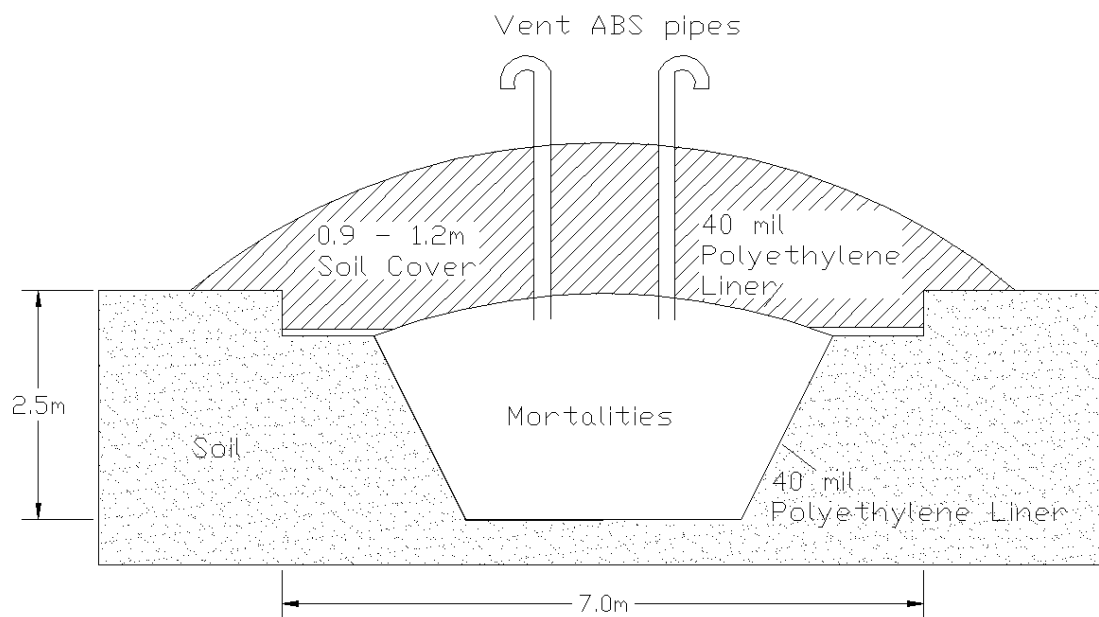 Vent ABS pipes
0.9 - 1.2m
Soil Cover
40 mil
Polyethylene
Liner
2.5m
Mortalities
Soil
40 mil
Polyethylene Liner
7.0m